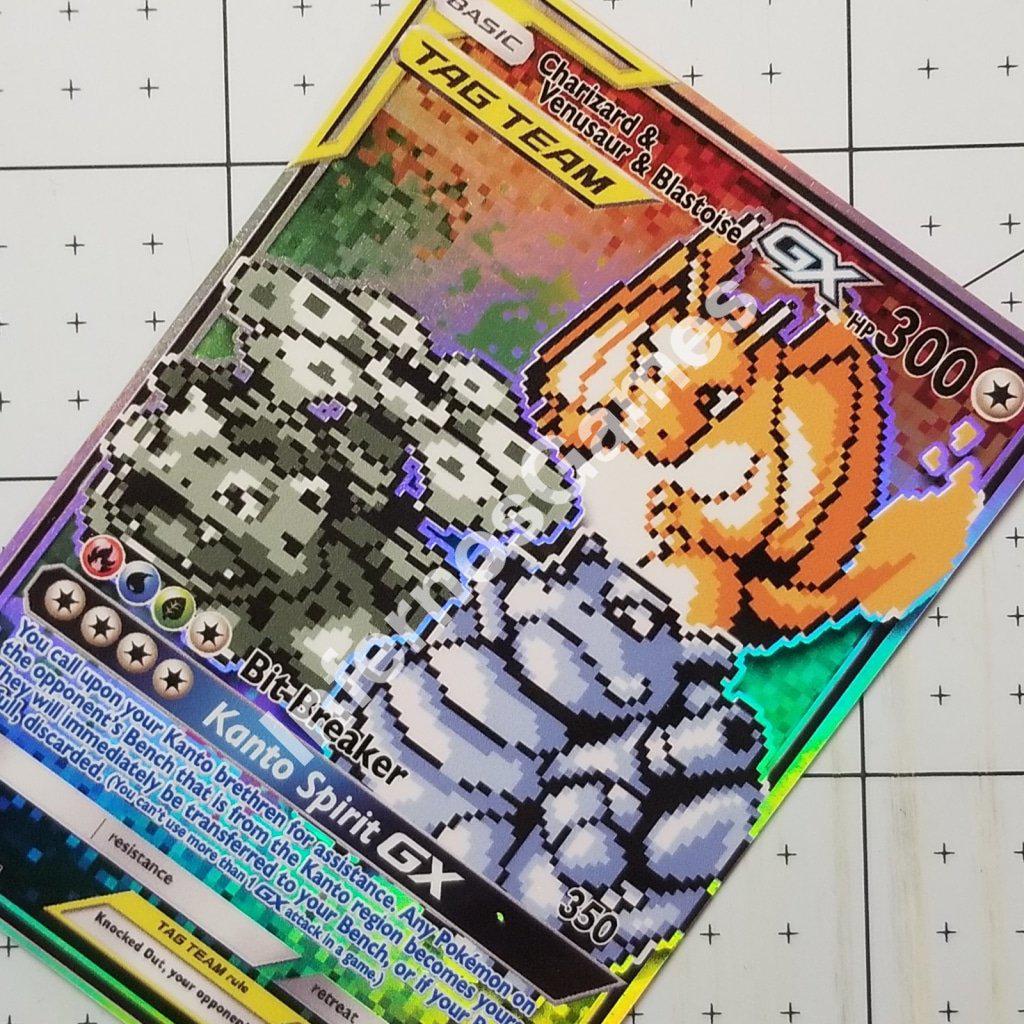 BASIC
TAG TEAM
Charizard &
Venusaur & Blastoise
GX
HP 300
Bit Breaker
350
Kanto Spirit GX
You call upon your Kanto brethren for assistance. Any Pokémon on
the opponent's Bench that is from the Kanto region becomes yours.
They will immediately be transferred to your Bench, or if your
full, discarded. (You can't use more than 1 GX attack in a game.)
resistance
TAG TEAM rule
Knocked Out, your
retreat